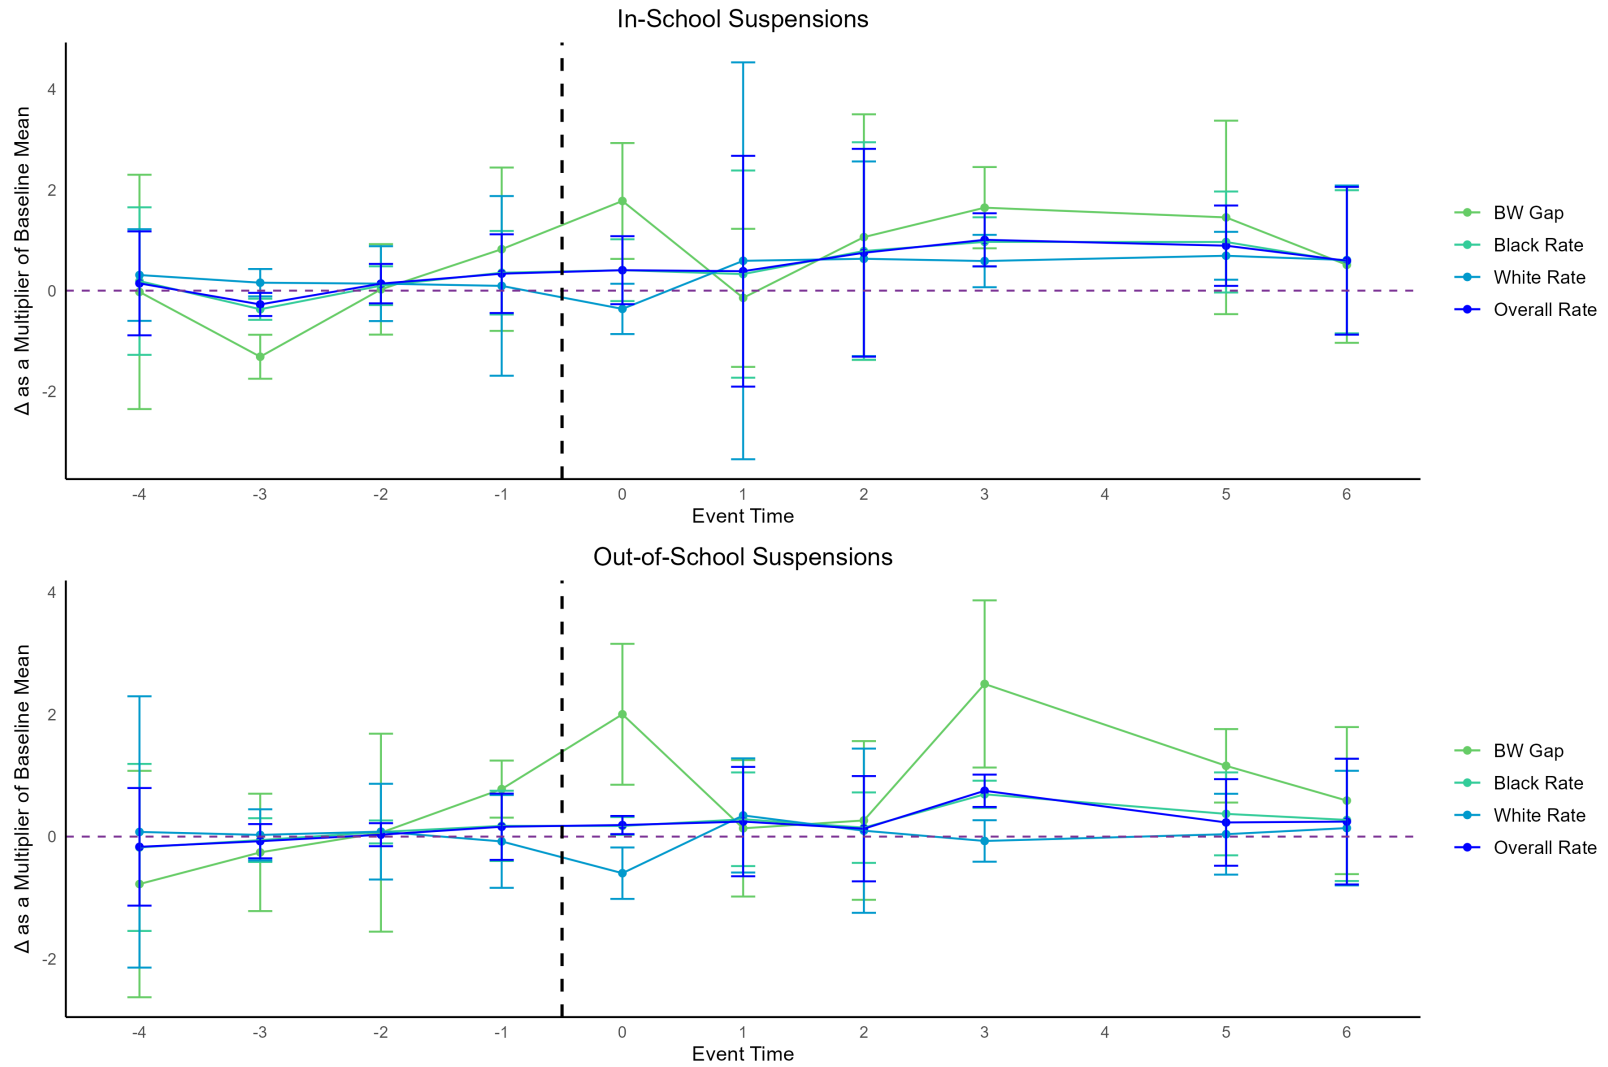 In-School Suspensions
Δ as a Multiplier of Baseline Mean
4
2
0
-2
-4 -3 -2 -1 0 1 2 3 4 5 6
Event Time
BW Gap
Black Rate
White Rate
Overall Rate
Out-of-School Suspensions
Δ as a Multiplier of Baseline Mean
4
2
0
-2
-4 -3 -2 -1 0 1 2 3 4 5 6
Event Time
BW Gap
Black Rate
White Rate
Overall Rate